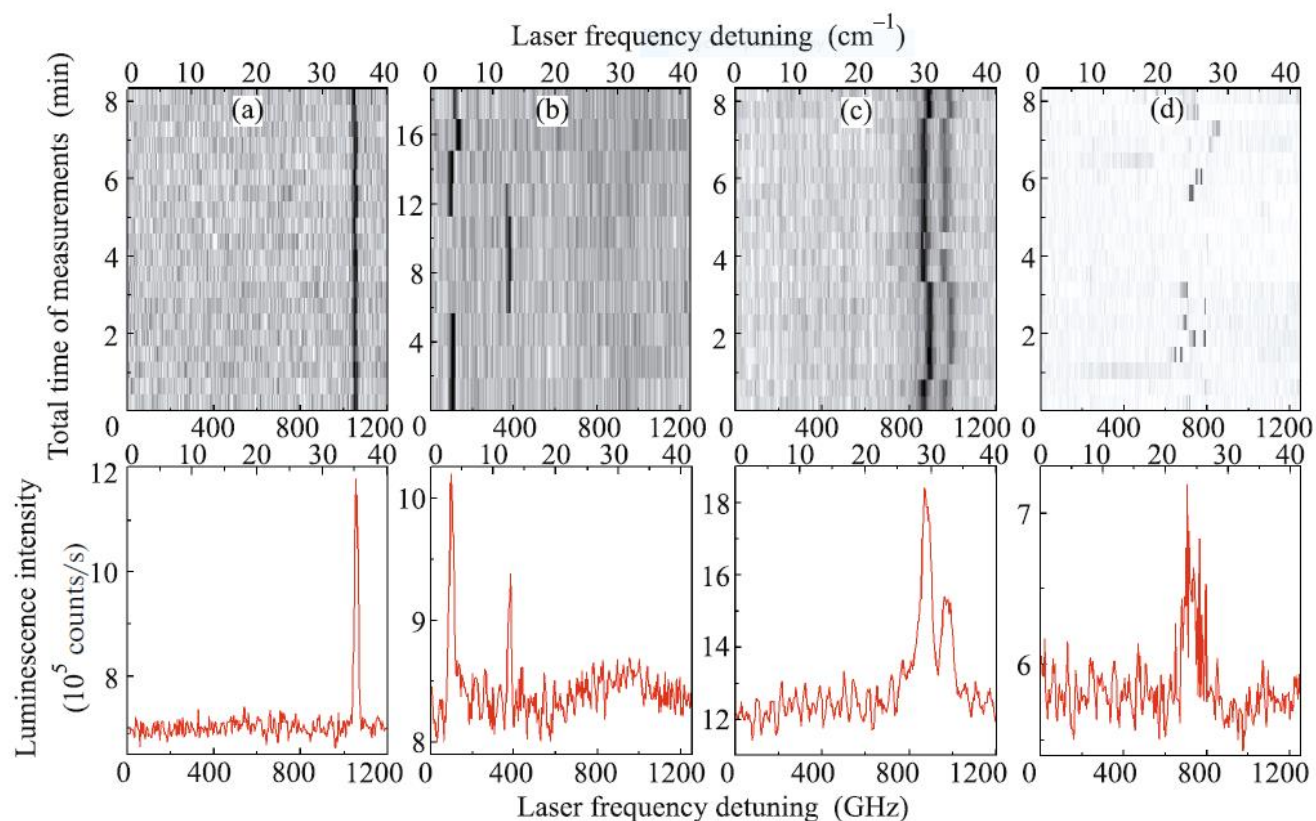 Laser frequency detuning (cm⁻¹)
0 10 20 30 40 0 10 20 30 40 0 10 20 30 40 0 10 20 30 40
Total time of measurements (min)
(a) (b) (c) (d)
8 16 8 8
6 12 6 6
4 8 4 4
2 4 2 2
0 400 800 1200 0 400 800 1200 0 400 800 1200 0 400 800 1200
0 10 20 30 40 0 10 20 30 40 0 10 20 30 40 0 10 20 30 40
Luminescence intensity
(10⁵ counts/s)
12 10 18 7
10 9 16 6
8 8 14
12
0 400 800 1200 0 400 800 1200 0 400 800 1200 0 400 800 1200
Laser frequency detuning (GHz)